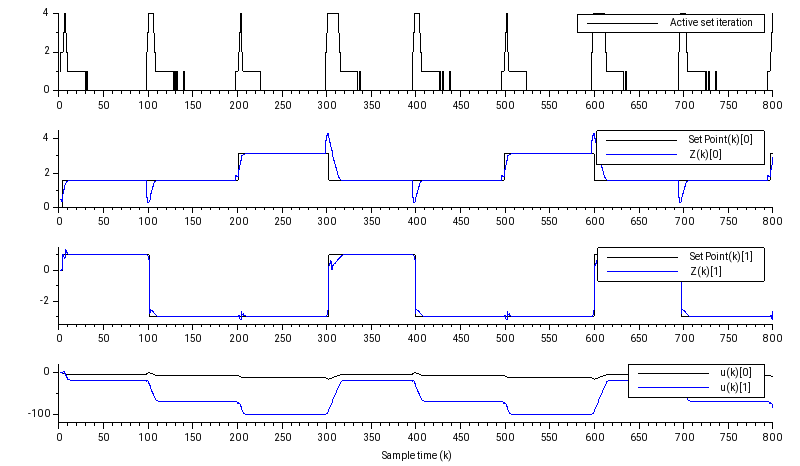 4
Active set iteration
2
0
0 50 100 150 200 250 300 350 400 450 500 550 600 650 700 750 800
4
Set Point(k)[0]
Z(k)[0]
2
0
0 50 100 150 200 250 300 350 400 450 500 550 600 650 700 750 800
Set Point(k)[1]
0
Z(k)[1]
-2
0 50 100 150 200 250 300 350 400 450 500 550 600 650 700 750 800
0
u(k)[0]
u(k)[1]
-100
0 50 100 150 200 250 300 350 400 450 500 550 600 650 700 750 800
Sample time (k)